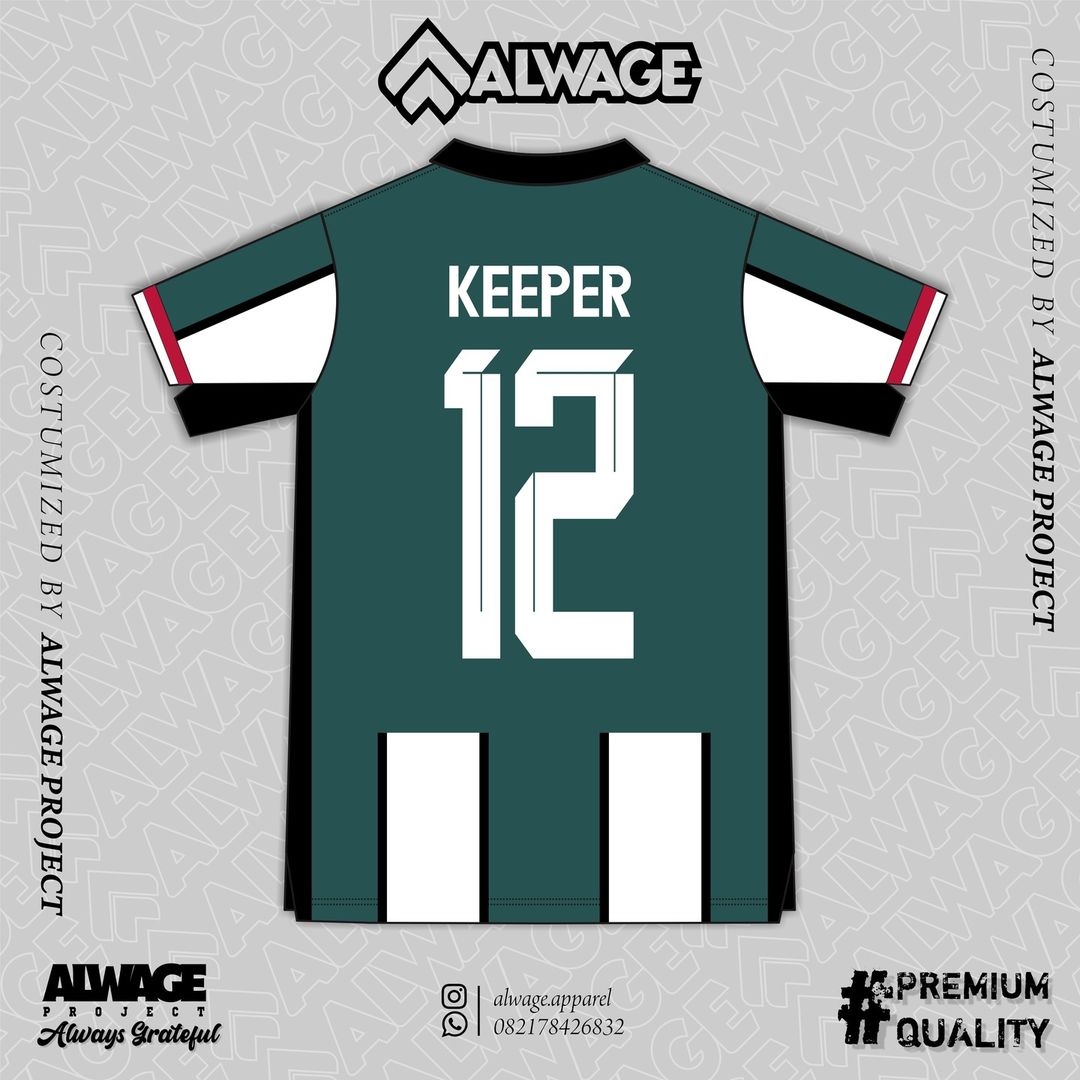 ALWAGE
COSTUMIZED BY ALWAGE PROJECT
KEEPER
12
COSTUMIZED BY ALWAGE PROJECT
ALWAGE
PROJECT
Always Grateful
alwage.apparel
082178426832
#PREMIUM
QUALITY